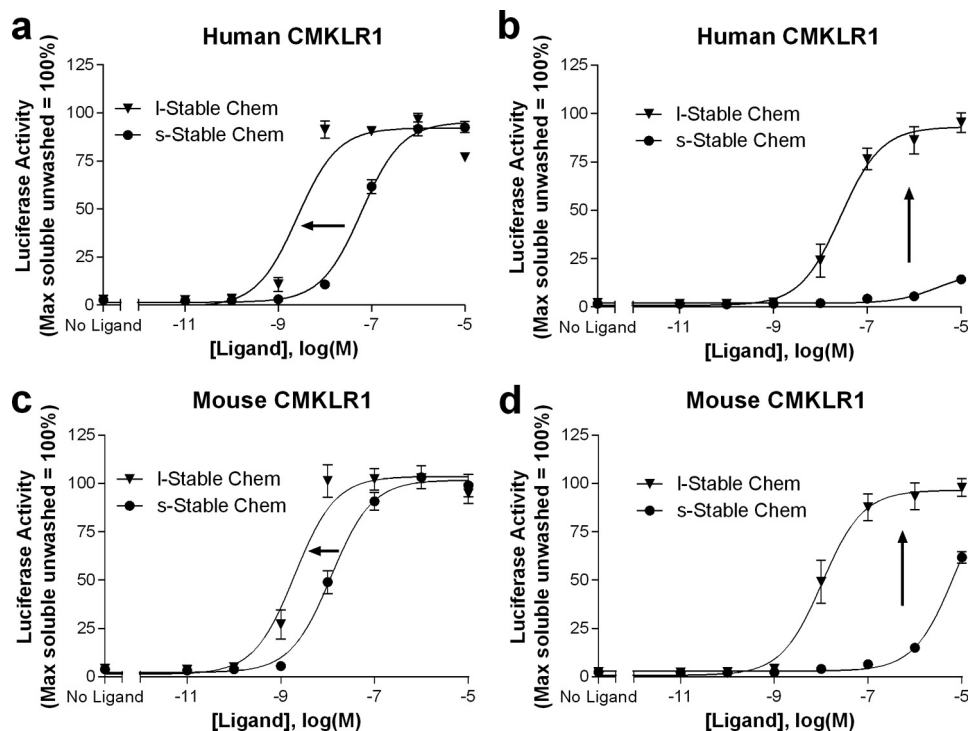 a
Human CMKLR1
Luciferase Activity
(Max soluble unwashed = 100%)
125
100
75
50
25
0
l-Stable Chem
s-Stable Chem
No Ligand
-11
-9
-7
-5
[Ligand], log(M)
b
Human CMKLR1
Luciferase Activity
(Max soluble unwashed = 100%)
125
100
75
50
25
0
l-Stable Chem
s-Stable Chem
No Ligand
-11
-9
-7
-5
[Ligand], log(M)
c
Mouse CMKLR1
Luciferase Activity
(Max soluble unwashed = 100%)
125
100
75
50
25
0
l-Stable Chem
s-Stable Chem
No Ligand
-11
-9
-7
-5
[Ligand], log(M)
d
Mouse CMKLR1
Luciferase Activity
(Max soluble unwashed = 100%)
125
100
75
50
25
0
l-Stable Chem
s-Stable Chem
No Ligand
-11
-9
-7
-5
[Ligand], log(M)